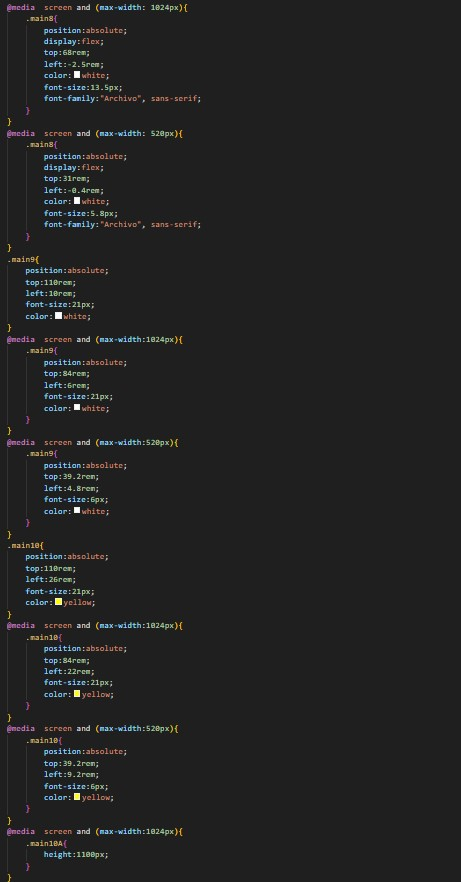 @media  screen and (max-width: 1024px){
    .main8{
        position:absolute;
        display:flex;
        top:68rem;
        left:-2.5rem;
        color:white;
        font-size:13.5px;
        font-family:"Archivo", sans-serif;
    }
}
@media  screen and (max-width: 520px){
    .main8{
        position:absolute;
        display:flex;
        top:31rem;
        left:-0.4rem;
        color:white;
        font-size:5.8px;
        font-family:"Archivo", sans-serif;
    }
}
.main9{
    position:absolute;
    top:110rem;
    left:10rem;
    font-size:21px;
    color:white;
}
@media  screen and (max-width:1024px){
    .main9{
        position:absolute;
        top:84rem;
        left:6rem;
        font-size:21px;
        color:white;
    }
}
@media  screen and (max-width:520px){
    .main9{
        position:absolute;
        top:39.2rem;
        left:4.8rem;
        font-size:6px;
        color:white;
    }
}
.main10{
    position:absolute;
    top:110rem;
    left:26rem;
    font-size:21px;
    color:yellow;
}
@media  screen and (max-width:1024px){
    .main10{
        position:absolute;
        top:84rem;
        left:22rem;
        font-size:21px;
        color:yellow;
    }
}
@media  screen and (max-width:520px){
    .main10{
        position:absolute;
        top:39.2rem;
        left:9.2rem;
        font-size:6px;
        color:yellow;
    }
}
@media  screen and (max-width:1024px){
    .main10A{
        height:1100px;
    }
}